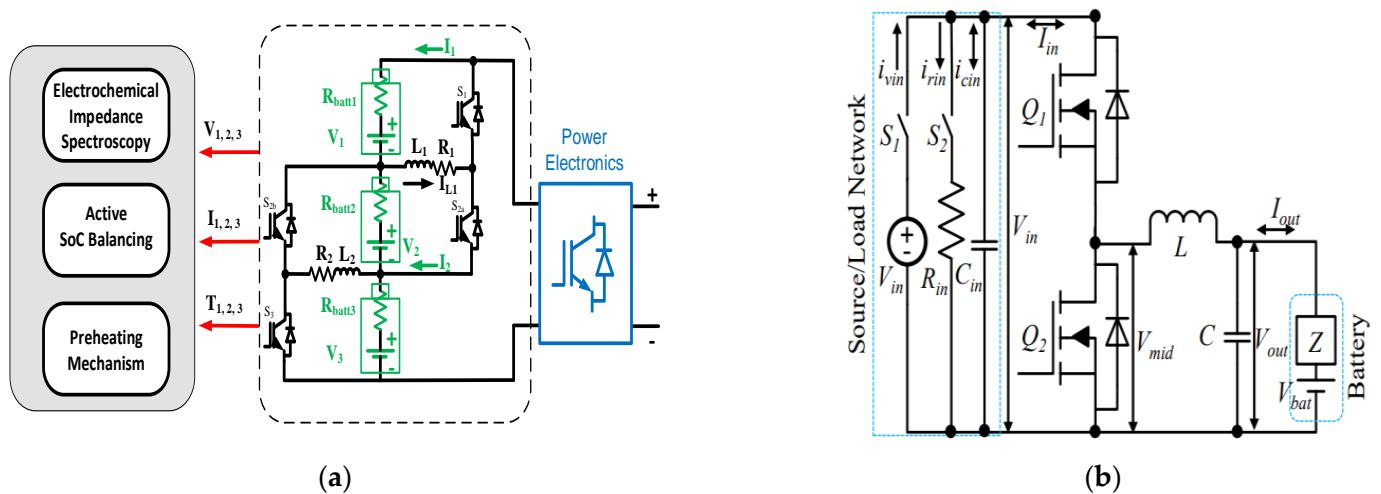 Electrochemical
Impedance
Spectroscopy
Active
SoC Balancing
Preheating
Mechanism
V1, 2, 3
I1, 2, 3
T1, 2, 3
I1
Rbatt1
S1
V1
L1 R1
IL1
Rbatt2
S2b
S2a
V2
R2 L2
I2
Rbatt3
S3
V3
+
-
+
-
+
-
Power
Electronics
+
-
(a)
Source/Load Network
ivin
irin
icin
Iin
S1
S2
Q1
Vin
+
-
Vin
Rin
Cin
L
Iout
Q2
Vmid
C
Vout
Z
Vbat
Battery
(b)